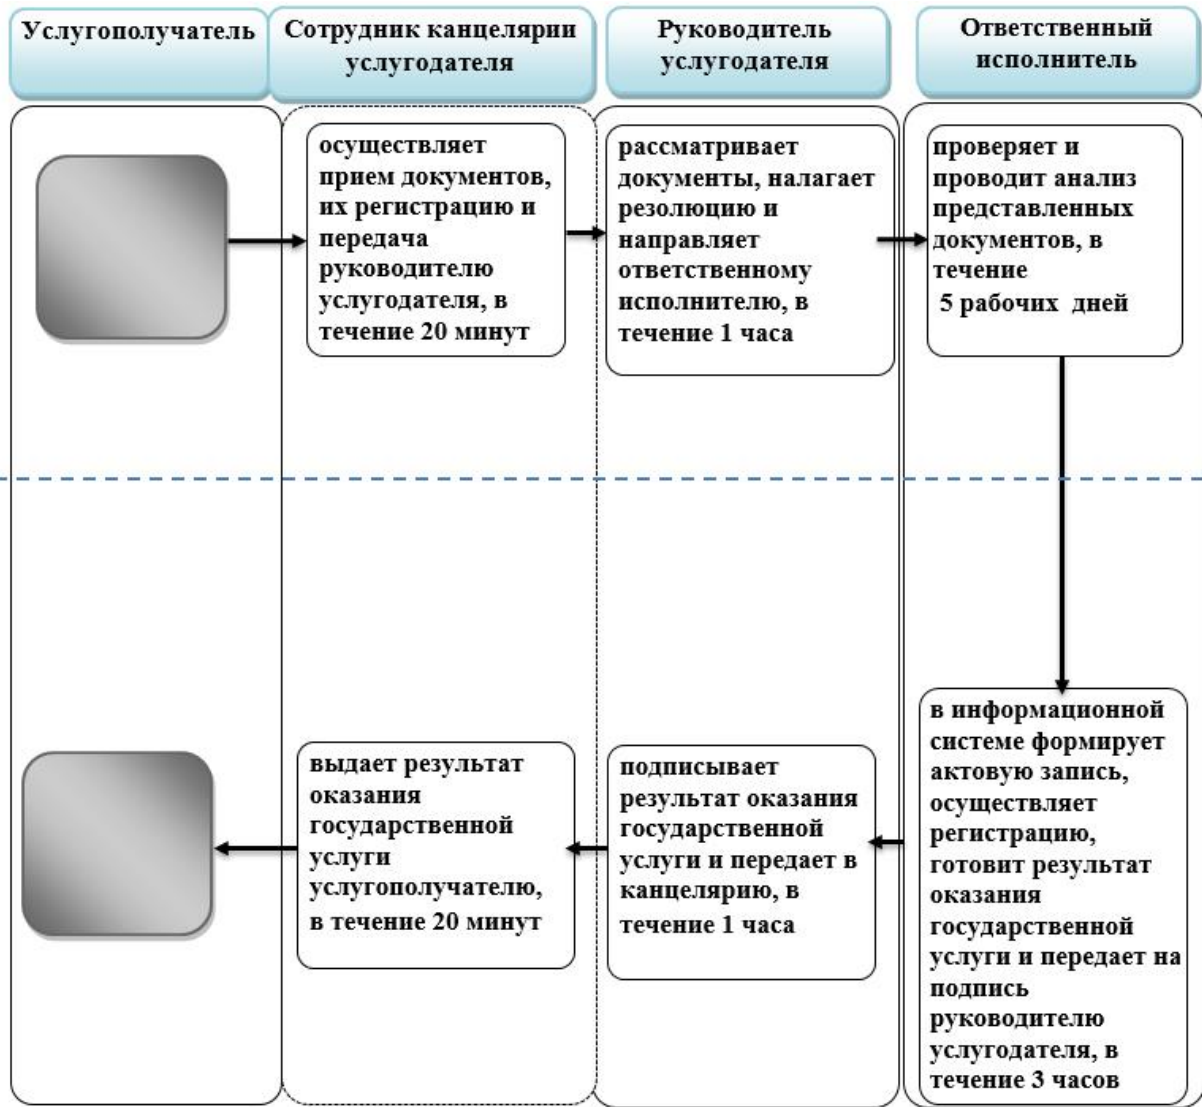 Услугополучатель
Сотрудник канцелярии
услугодателя
Руководитель
услугодателя
Ответственный
исполнитель
осуществляет
прием документов,
их регистрацию и
передача
руководителю
услугодателя, в
течение 20 минут
рассматривает
документы, налагает
резолюцию и
направляет
ответственному
исполнителю, в
течение 1 часа
проверяет и
проводит анализ
представленных
документов, в
течение
5 рабочих дней
в информационной
системе формирует
актовую запись,
осуществляет
регистрацию,
готовит результат
оказания
государственной
услуги и передает на
подпись
руководителю
услугодателя, в
течение 3 часов
подписывает
результат оказания
государственной
услуги и передает в
канцелярию, в
течение 1 часа
выдает результат
оказания
государственной
услуги
услугополучателю,
в течение 20 минут